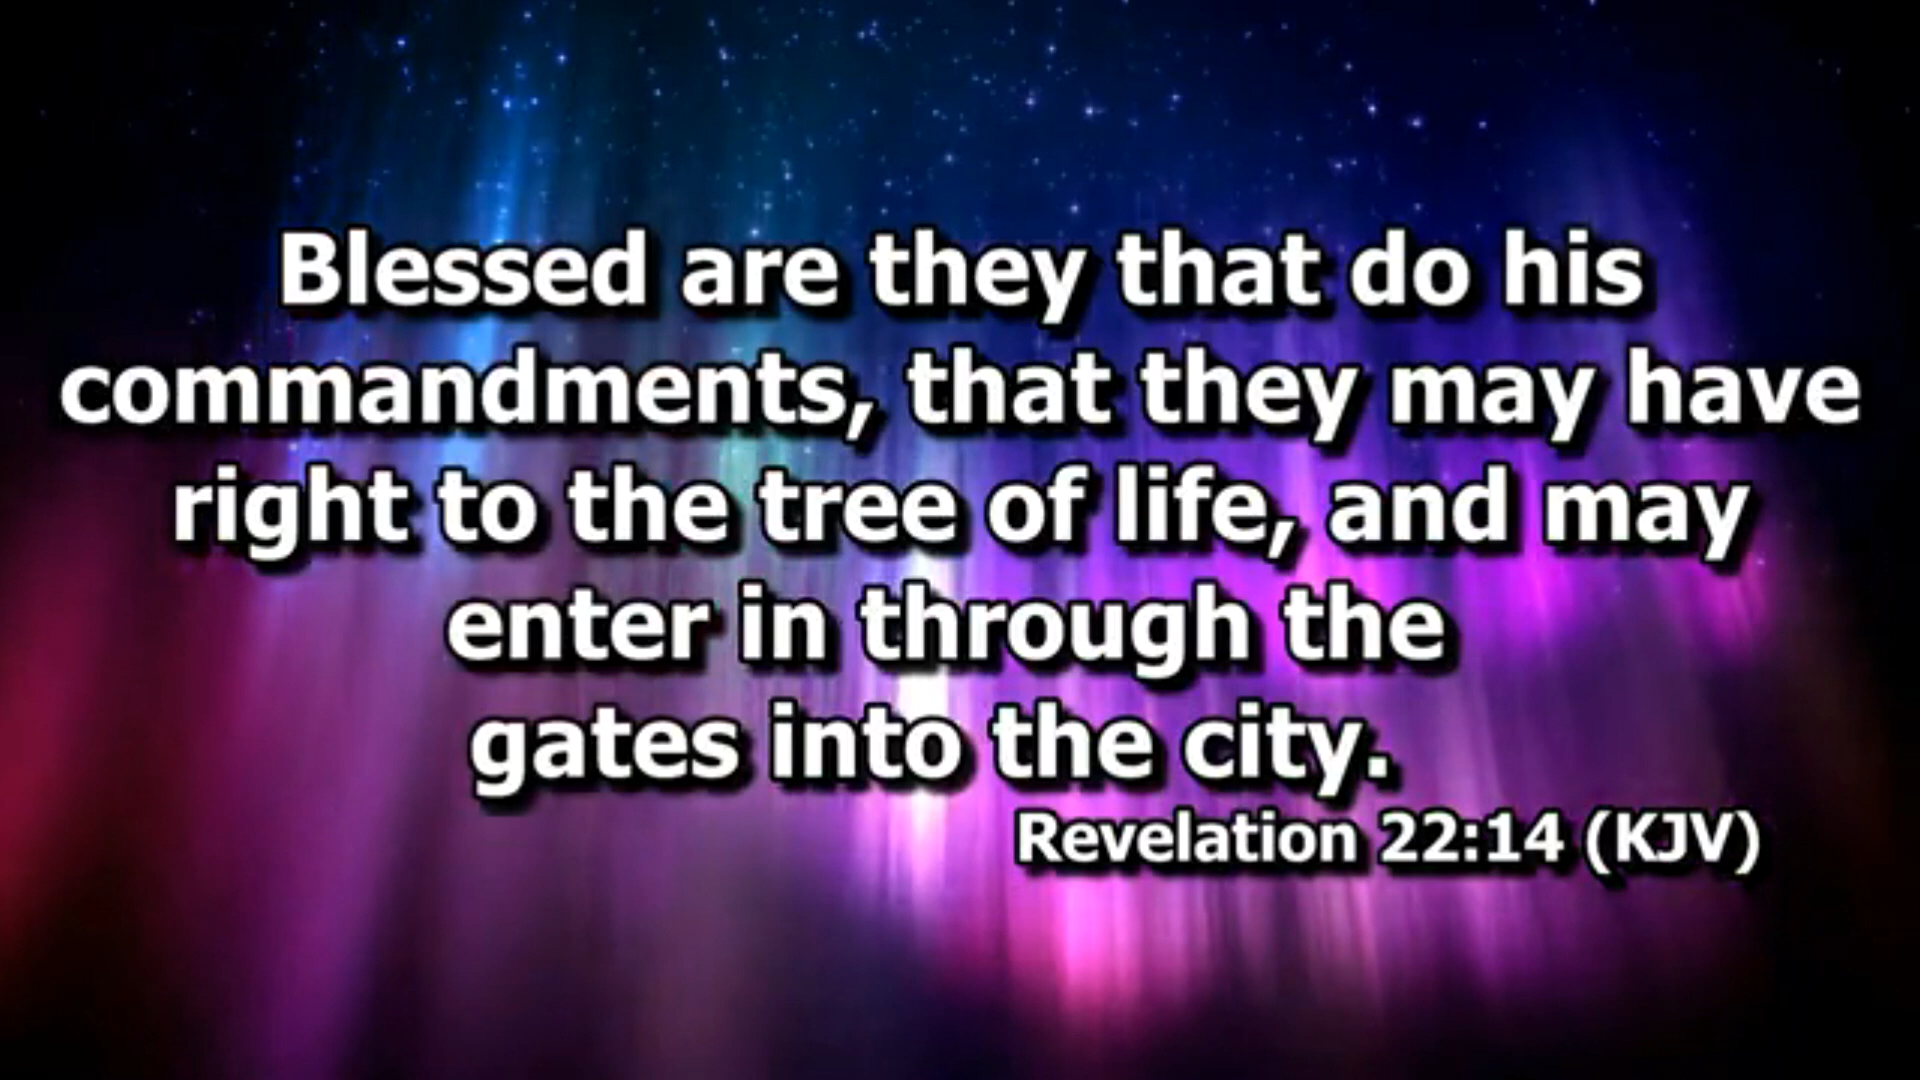 Blessed are they that do his
commandments, that they may have
right to the tree of life, and may
enter in through the
gates into the city.
Revelation 22:14 (KJV)